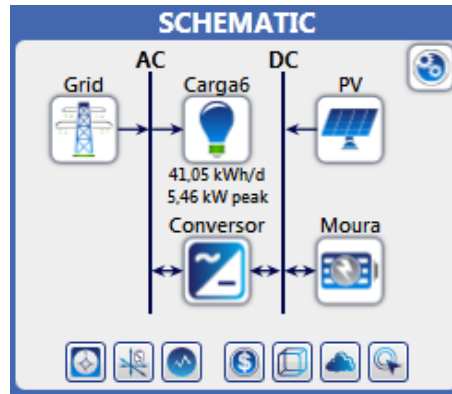 SCHEMATIC
AC DC
Grid Carga6 PV
41,05 kWh/d
5,46 kW peak
Conversor Moura